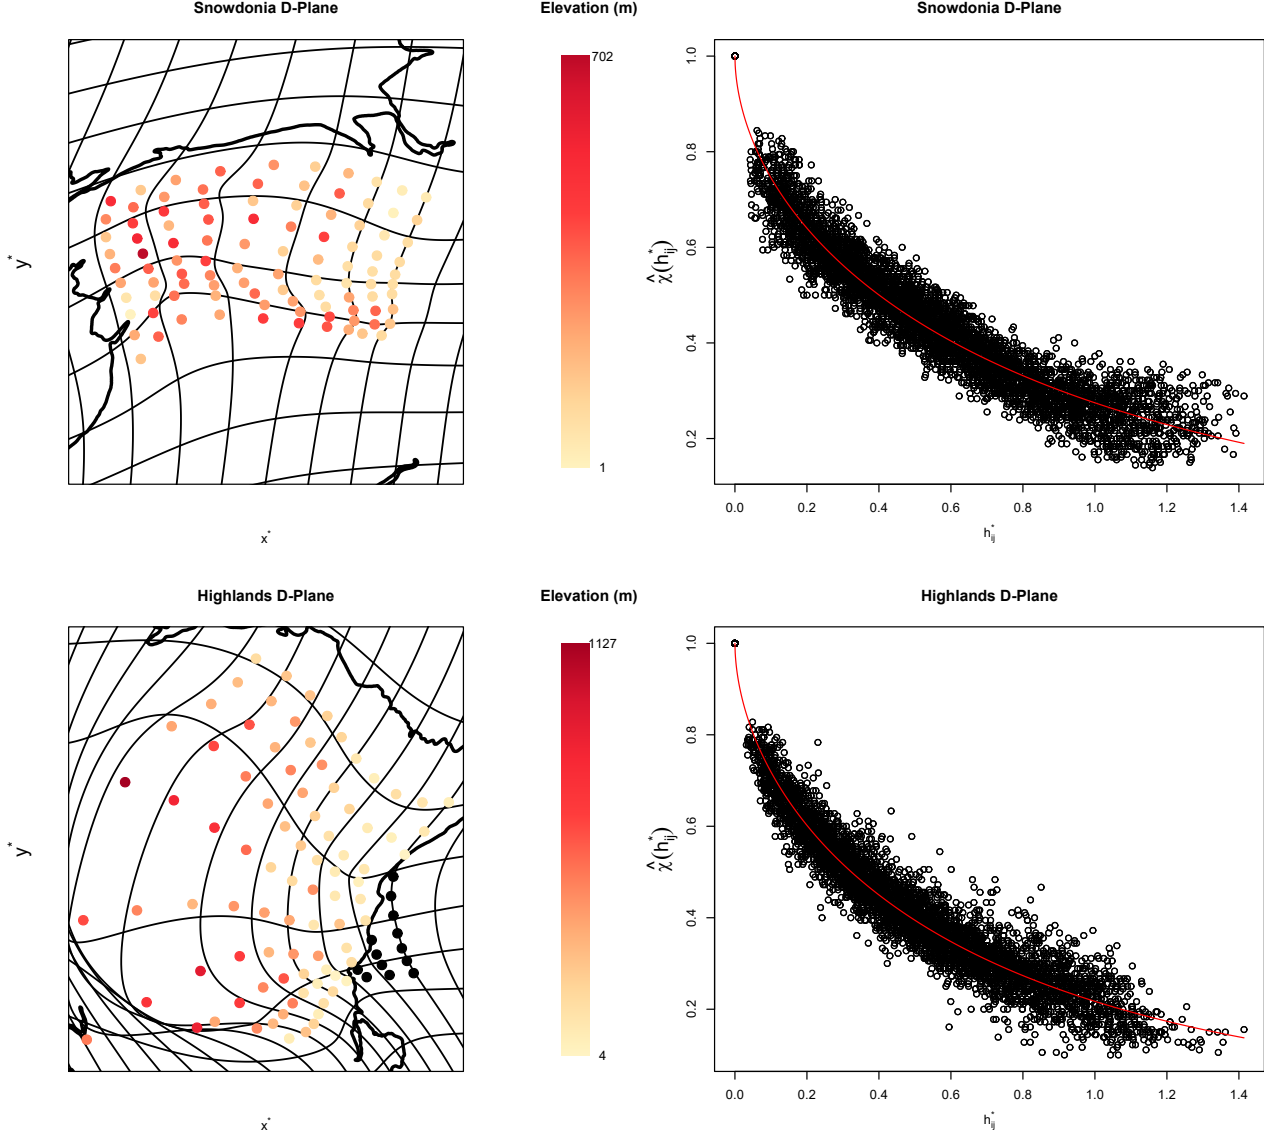 Snowdonia D-Plane
Elevation (m)
Snowdonia D-Plane
y*
x*
702
1
χ̂(h*ij)
1.0
0.8
0.6
0.4
0.2
0.0 0.2 0.4 0.6 0.8 1.0 1.2 1.4
h*ij
Highlands D-Plane
Elevation (m)
Highlands D-Plane
y*
x*
1127
4
χ̂(h*ij)
1.0
0.8
0.6
0.4
0.2
0.0 0.2 0.4 0.6 0.8 1.0 1.2 1.4
h*ij